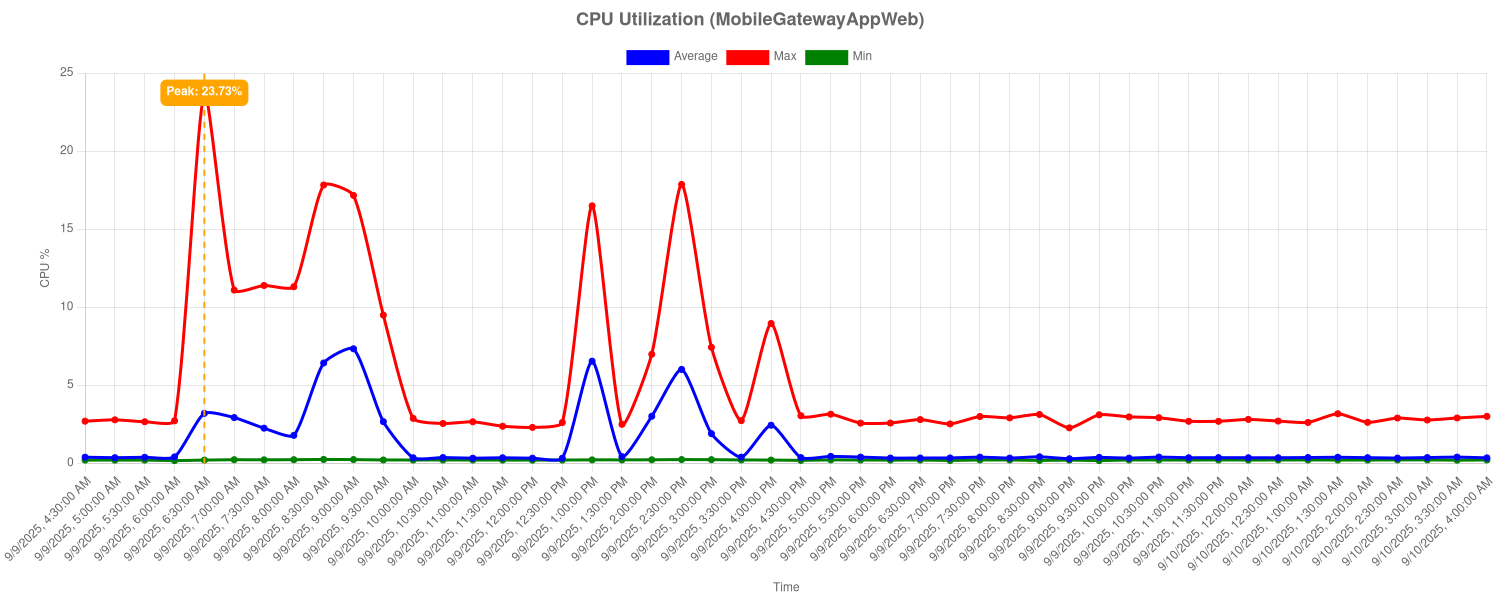 CPU Utilization (MobileGatewayAppWeb)
Average Max Min
25
Peak: 23.73%
20
15
CPU %
10
5
0
9/9/2025, 4:30:00 AM
9/9/2025, 5:00:00 AM
9/9/2025, 5:30:00 AM
9/9/2025, 6:00:00 AM
9/9/2025, 6:30:00 AM
9/9/2025, 7:00:00 AM
9/9/2025, 7:30:00 AM
9/9/2025, 8:00:00 AM
9/9/2025, 8:30:00 AM
9/9/2025, 9:00:00 AM
9/9/2025, 9:30:00 AM
9/9/2025, 10:00:00 AM
9/9/2025, 10:30:00 AM
9/9/2025, 11:00:00 AM
9/9/2025, 11:30:00 AM
9/9/2025, 12:00:00 PM
9/9/2025, 12:30:00 PM
9/9/2025, 1:00:00 PM
9/9/2025, 1:30:00 PM
9/9/2025, 2:00:00 PM
9/9/2025, 2:30:00 PM
9/9/2025, 3:00:00 PM
9/9/2025, 3:30:00 PM
9/9/2025, 4:00:00 PM
9/9/2025, 4:30:00 PM
9/9/2025, 5:00:00 PM
9/9/2025, 5:30:00 PM
9/9/2025, 6:00:00 PM
9/9/2025, 6:30:00 PM
9/9/2025, 7:00:00 PM
9/9/2025, 7:30:00 PM
9/9/2025, 8:00:00 PM
9/9/2025, 8:30:00 PM
9/9/2025, 9:00:00 PM
9/9/2025, 9:30:00 PM
9/9/2025, 10:00:00 PM
9/9/2025, 10:30:00 PM
9/9/2025, 11:00:00 PM
9/9/2025, 11:30:00 PM
9/10/2025, 12:00:00 AM
9/10/2025, 12:30:00 AM
9/10/2025, 1:00:00 AM
9/10/2025, 1:30:00 AM
9/10/2025, 2:00:00 AM
9/10/2025, 2:30:00 AM
9/10/2025, 3:00:00 AM
9/10/2025, 3:30:00 AM
9/10/2025, 4:00:00 AM
Time